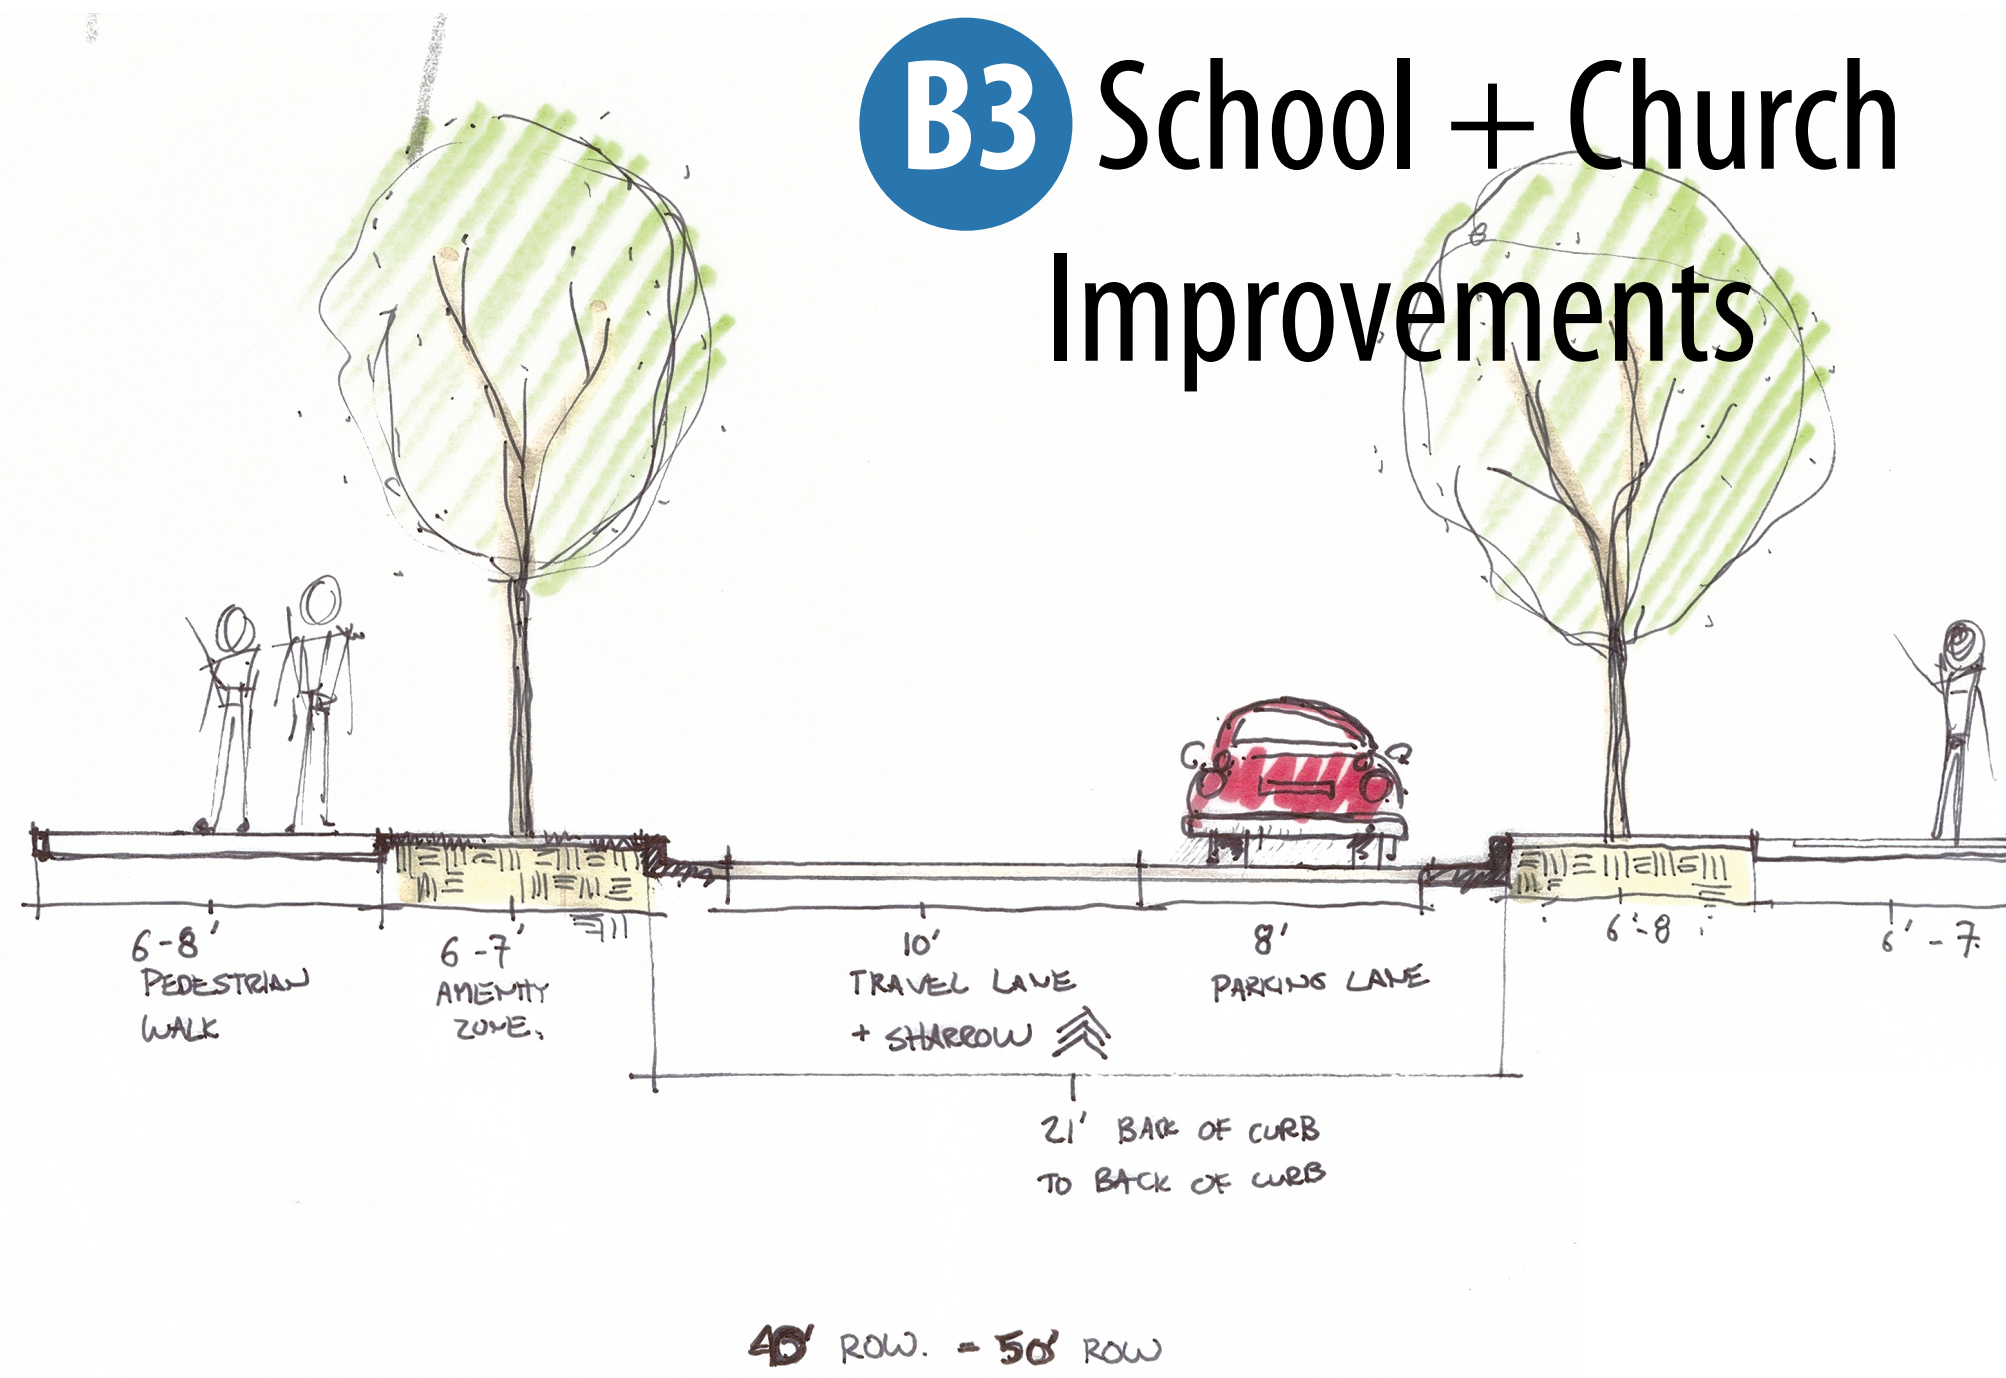 B3 School + Church
Improvements
6-8'
PEDESTRIAN
WALK
6-7'
AMENITY
ZONE.
10'
TRAVEL LANE
+ SHARROW
8'
PARKING LANE
6'-8
6'-7
21' BACK OF CURB
TO BACK OF CURB
40' ROW. - 50' ROW